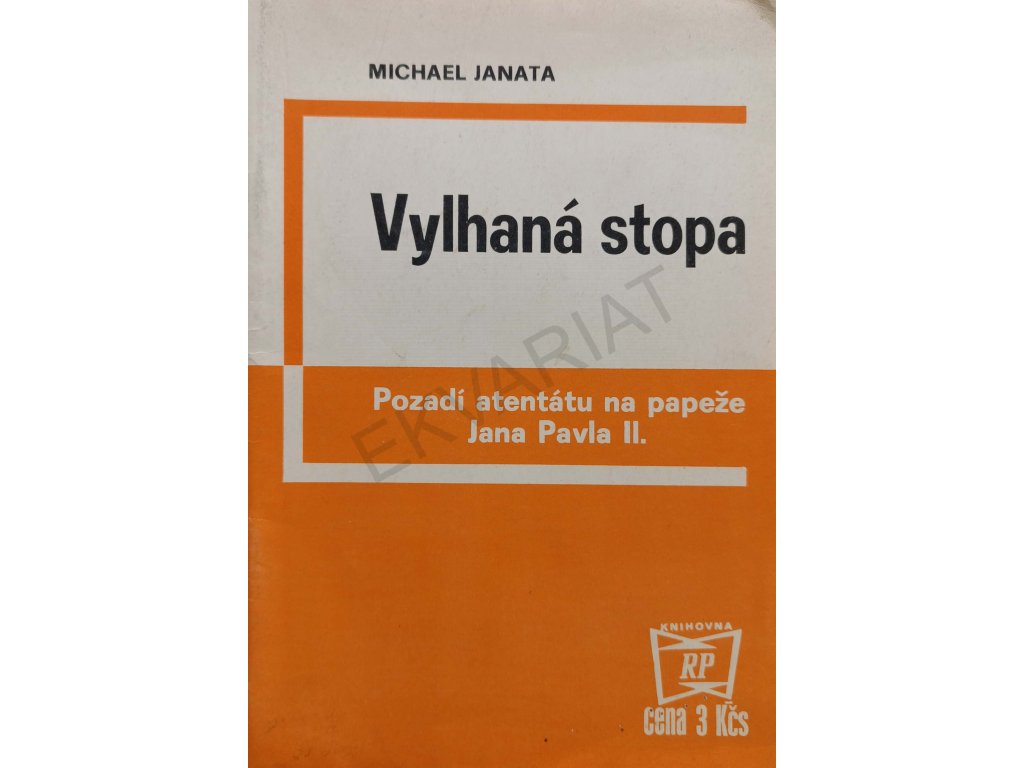 MICHAEL JANATA
Vylhaná stopa
EKVARIAT
Pozadí atentátu na papeže
Jana Pavla II.
KNIHOVNA
RP
cena 3 Kčs